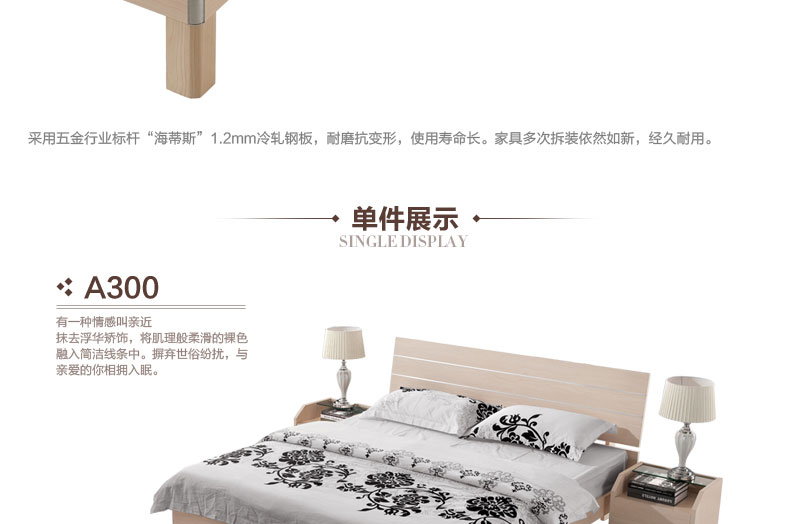 采用五金行业标杆“海蒂斯”1.2mm冷轧钢板，耐磨抗变形，使用寿命长。家具多次拆装依然如新，经久耐用。
单件展示
SINGLE DISPLAY
A300
有一种情感叫亲近
抹去浮华矫饰，将肌理般柔滑的裸色
融入简洁线条中。摒弃世俗纷扰，与
亲爱的你相拥入眠。